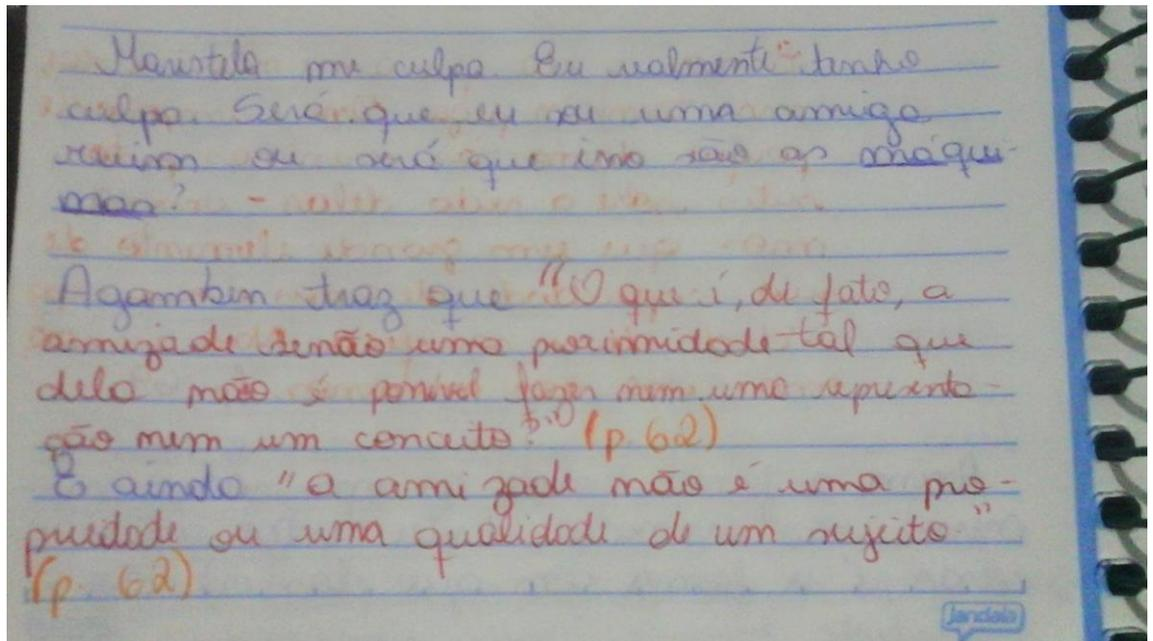 Maristela me culpa. Eu realmente tenho
culpa. Será que eu sou uma amiga
ruim ou será que isso são as máqui-
nas?
Agamben traz que "O que é, de fato, a
amizade senão uma proximidade tal que
dela não é possível fazer nem uma representa-
ção nem um conceito?" (p. 62)
E ainda "a amizade não é uma pro-
priedade ou uma qualidade de um sujeito"
(p. 62)
Jandaia